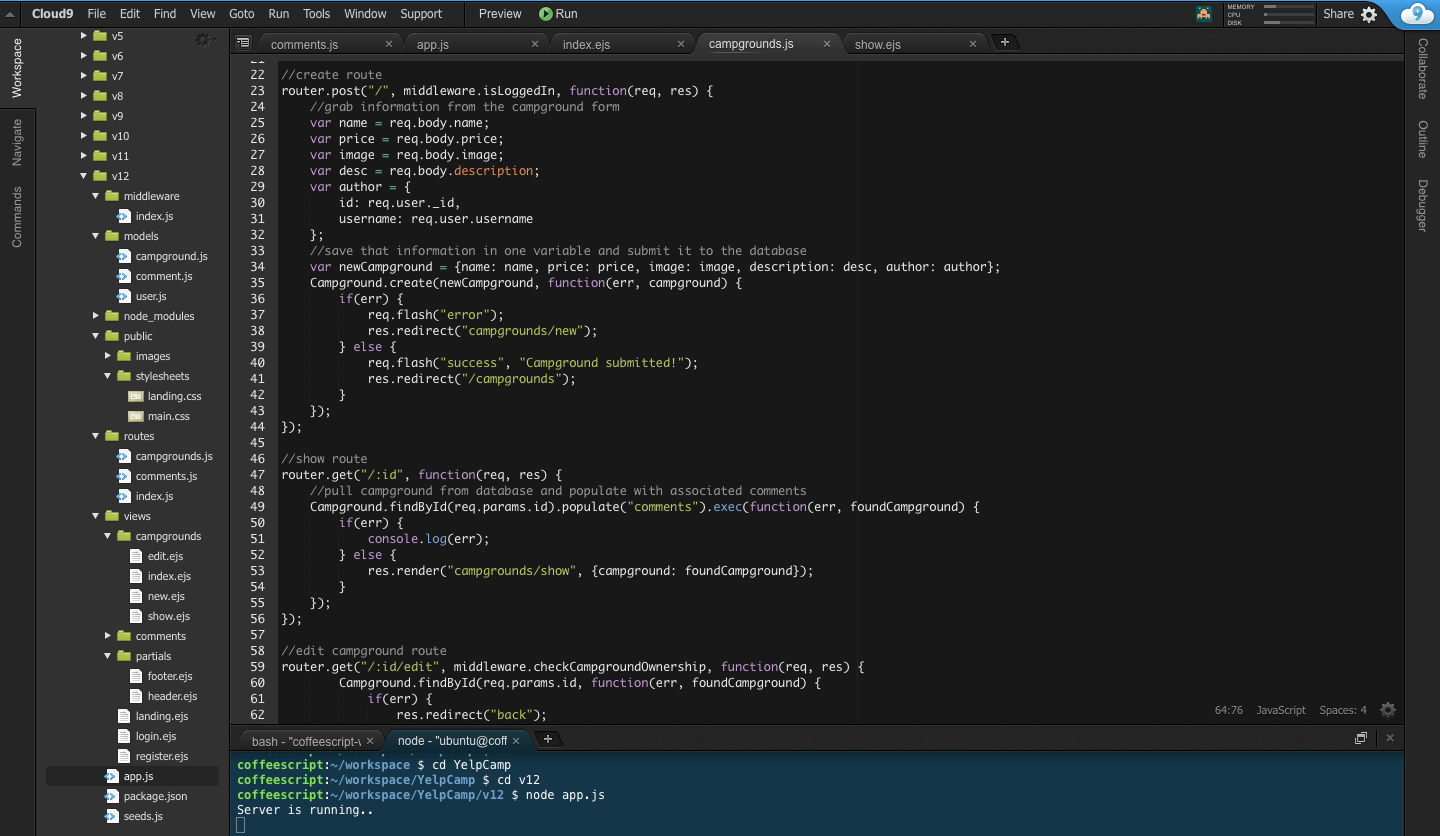 Cloud9 File Edit Find View Goto Run Tools Window Support Preview Run MEMORY CPU DISK Share 9
Workspace
Navigate
Commands
v5
v6
v7
v8
v9
v10
v11
v12
middleware
index.js
models
campground.js
comment.js
user.js
node_modules
public
images
stylesheets
css landing.css
css main.css
routes
campgrounds.js
comments.js
index.js
views
campgrounds
edit.ejs
index.ejs
new.ejs
show.ejs
comments
partials
footer.ejs
header.ejs
landing.ejs
login.ejs
register.ejs
app.js
package.json
seeds.js
comments.js × app.js × index.ejs × campgrounds.js × show.ejs × +
21
22 //create route
23 router.post("/", middleware.isLoggedIn, function(req, res) {
24 //grab information from the campground form
25 var name = req.body.name;
26 var price = req.body.price;
27 var image = req.body.image;
28 var desc = req.body.description;
29 var author = {
30 id: req.user._id,
31 username: req.user.username
32 };
33 //save that information in one variable and submit it to the database
34 var newCampground = {name: name, price: price, image: image, description: desc, author: author};
35 Campground.create(newCampground, function(err, campground) {
36 if(err) {
37 req.flash("error");
38 res.redirect("campgrounds/new");
39 } else {
40 req.flash("success", "Campground submitted!");
41 res.redirect("/campgrounds");
42 }
43 });
44 });
45
46 //show route
47 router.get("/:id", function(req, res) {
48 //pull campground from database and populate with associated comments
49 Campground.findById(req.params.id).populate("comments").exec(function(err, foundCampground) {
50 if(err) {
51 console.log(err);
52 } else {
53 res.render("campgrounds/show", {campground: foundCampground});
54 }
55 });
56 });
57
58 //edit campground route
59 router.get("/:id/edit", middleware.checkCampgroundOwnership, function(req, res) {
60 Campground.findById(req.params.id, function(err, foundCampground) {
61 if(err) {
62 res.redirect("back");
64:76 JavaScript Spaces: 4
bash - "coffeescript-v × node - "ubuntu@coff × +
coffeescript:~/workspace $ cd YelpCamp
coffeescript:~/workspace/YelpCamp $ cd v12
coffeescript:~/workspace/YelpCamp/v12 $ node app.js
Server is running..
Collaborate
Outline
Debugger